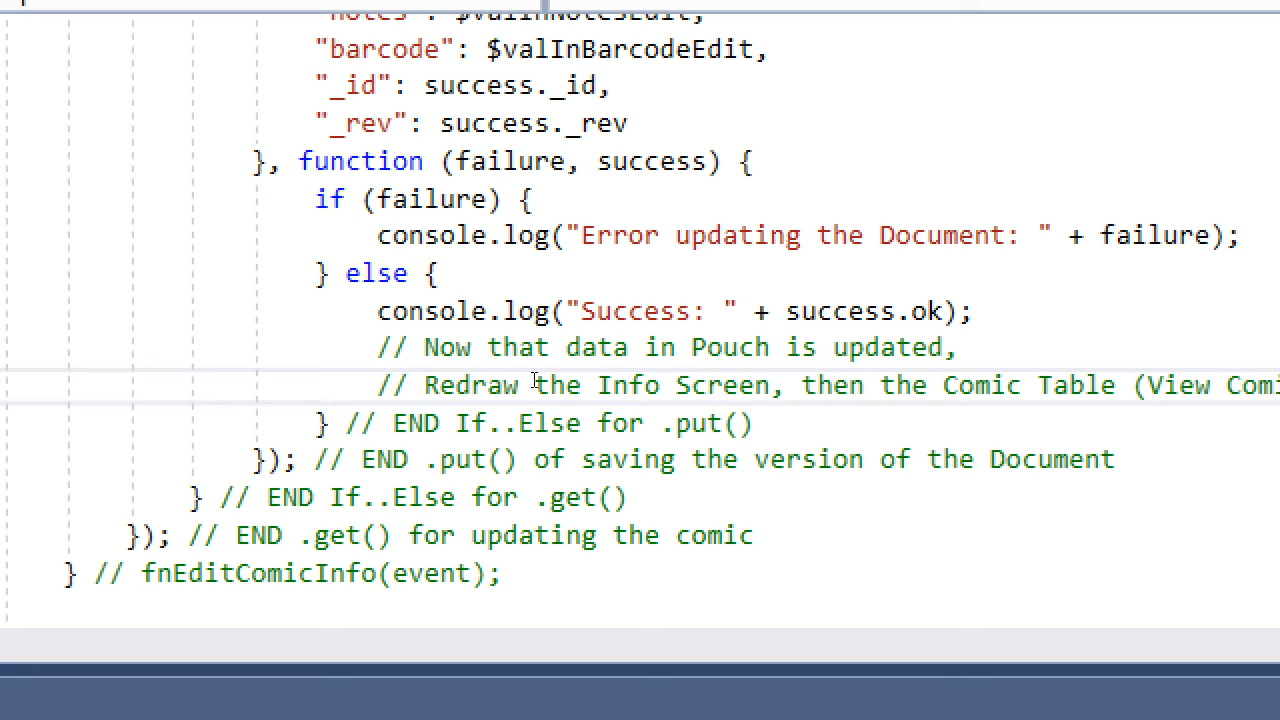 "notes": $valInNotesEdit,
"barcode": $valInBarcodeEdit,
"_id": success._id,
"_rev": success._rev
}, function (failure, success) {
if (failure) {
console.log("Error updating the Document: " + failure);
} else {
console.log("Success: " + success.ok);
// Now that data in Pouch is updated,
// Redraw the Info Screen, then the Comic Table (View Comi
} // END If..Else for .put()
}); // END .put() of saving the version of the Document
} // END If..Else for .get()
}); // END .get() for updating the comic
} // fnEditComicInfo(event);